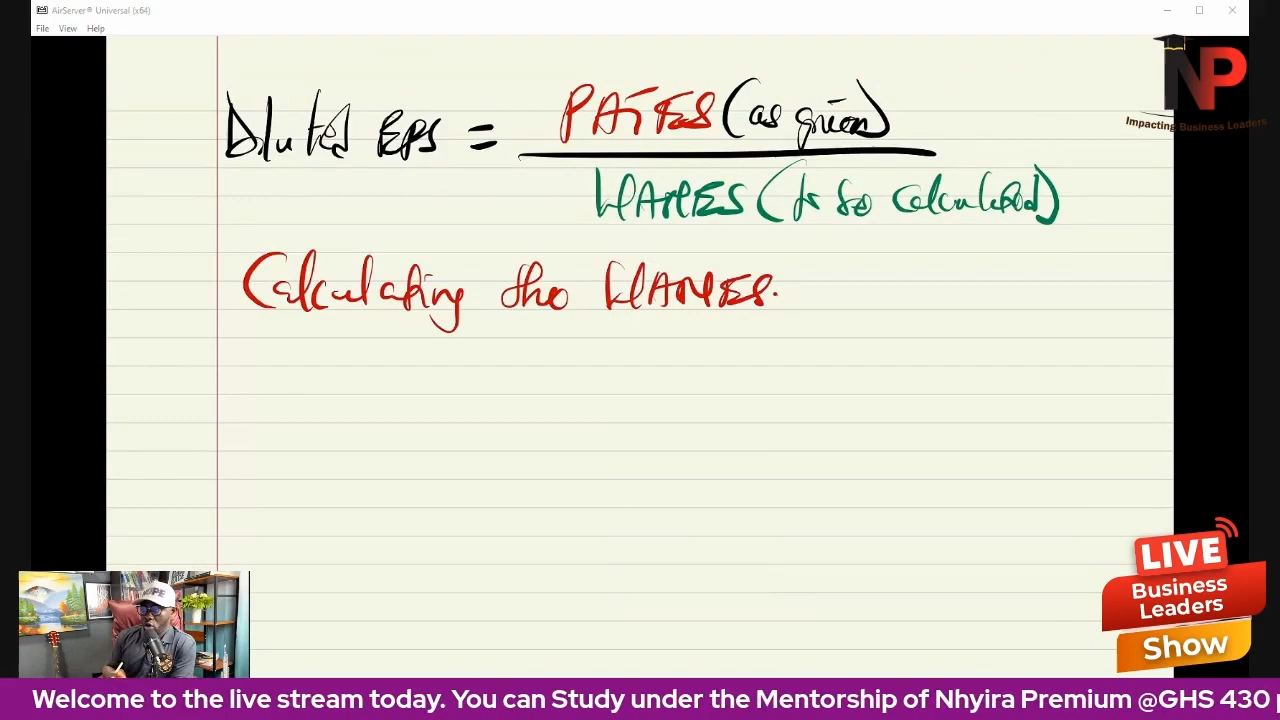 AirServer® Universal (x64)
File View Help
NP
Impacting Business Leaders
Diluted EPS = PATES (as given)
WANES (to be calculated)
Calculating the WANES.
LIVE
Business
Leaders
Show
Welcome to the live stream today. You can Study under the Mentorship of Nhyira Premium @GHS 430